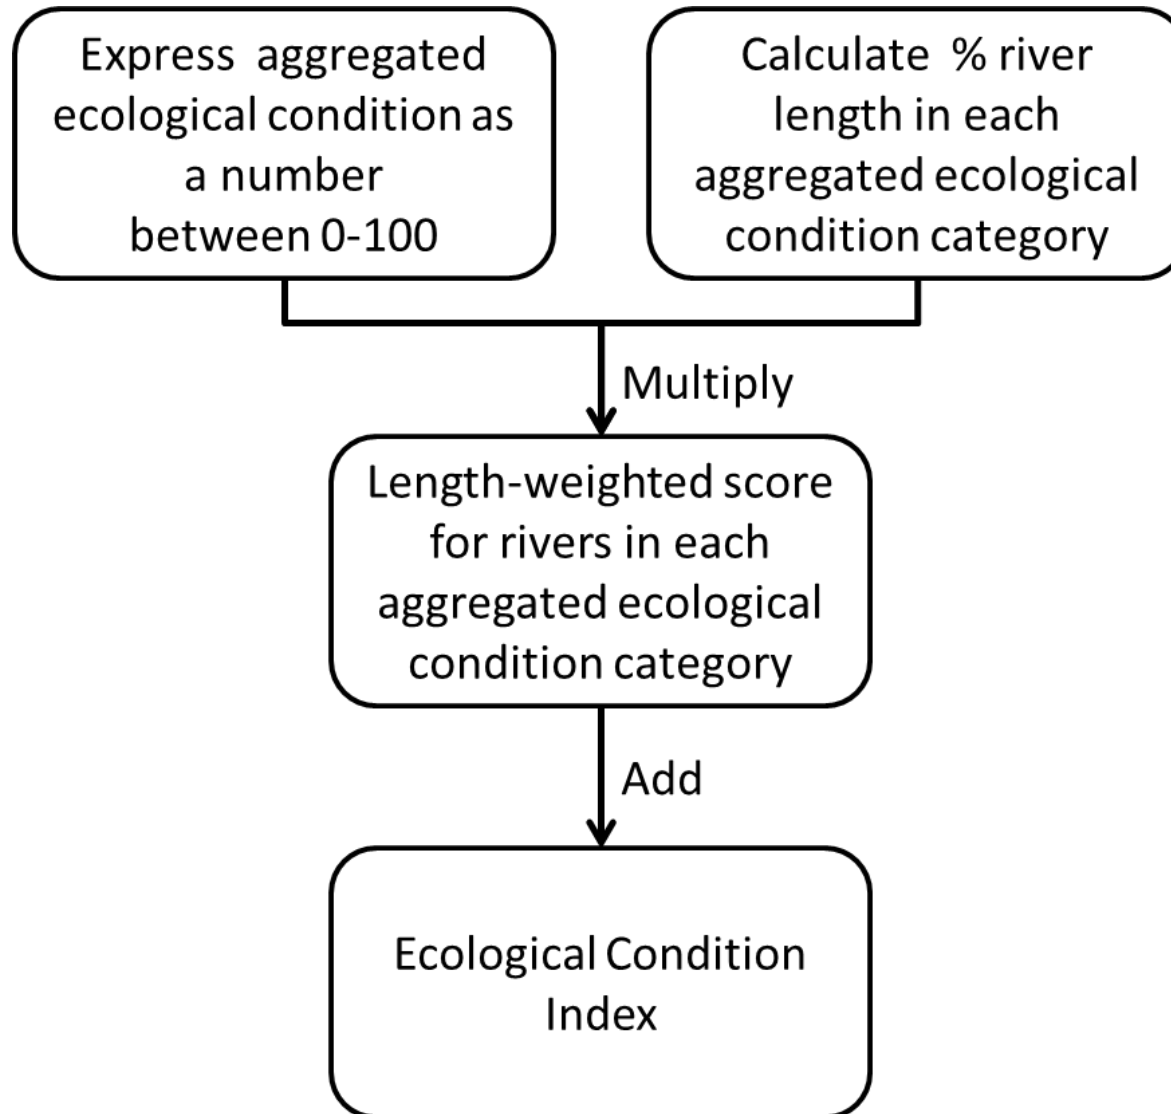 Express aggregated
ecological condition as
a number
between 0-100
Calculate % river
length in each
aggregated ecological
condition category
Multiply
Length-weighted score
for rivers in each
aggregated ecological
condition category
Add
Ecological Condition
Index